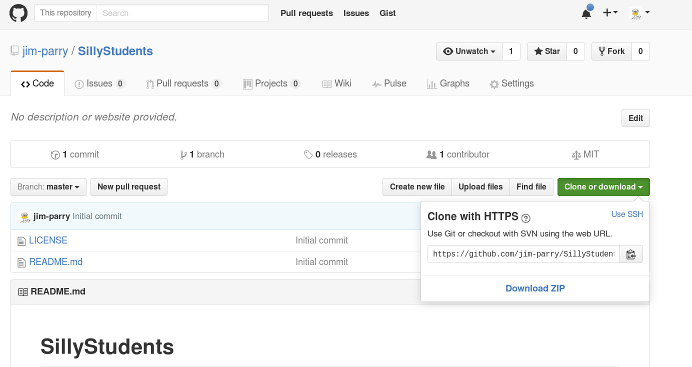 This repository Search Pull requests Issues Gist
jim-parry / SillyStudents Unwatch 1 Star 0 Fork 0
Code Issues 0 Pull requests 0 Projects 0 Wiki Pulse Graphs Settings
No description or website provided. Edit
1 commit 1 branch 0 releases 1 contributor MIT
Branch: master New pull request Create new file Upload files Find file Clone or download
jim-parry Initial commit
LICENSE Initial commit
README.md Initial commit
Clone with HTTPS ? Use SSH
Use Git or checkout with SVN using the web URL.
https://github.com/jim-parry/SillyStudent
Download ZIP
README.md
SillyStudents